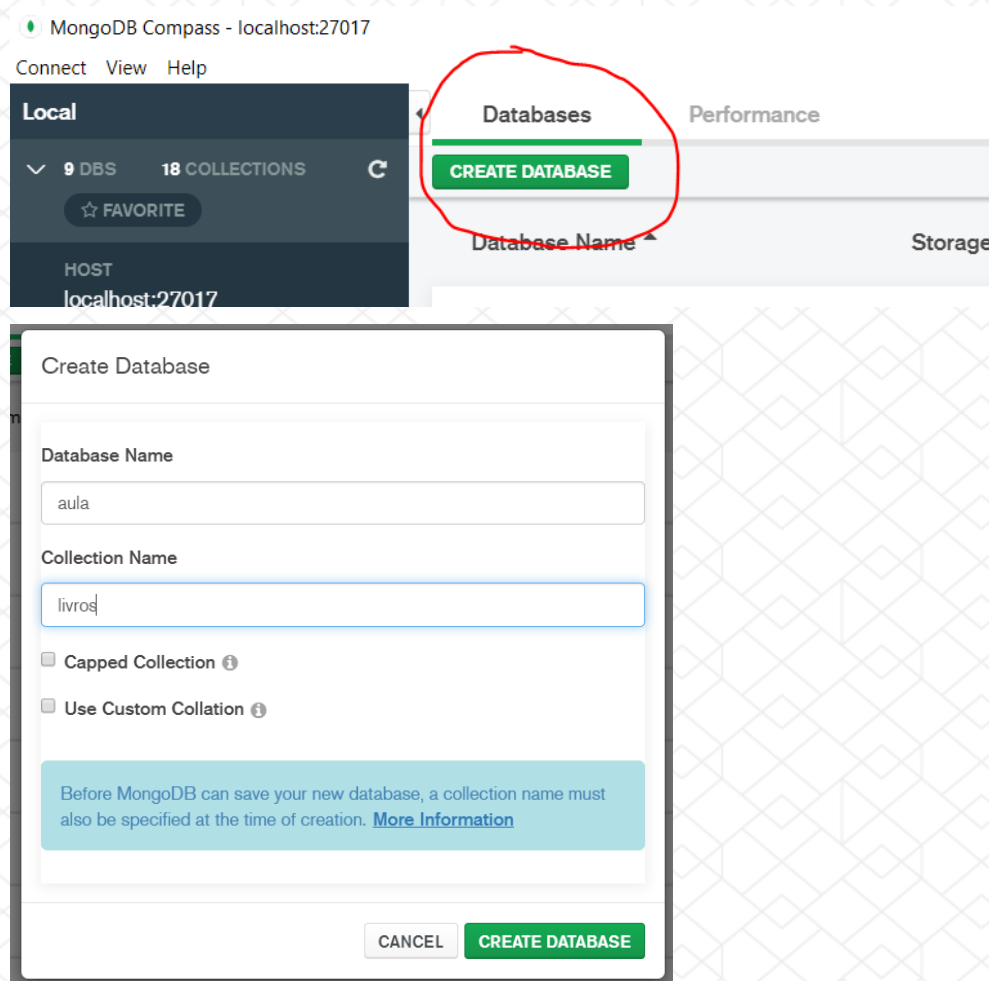 MongoDB Compass - localhost:27017
Connect View Help
Local
Databases Performance
9 DBS 18 COLLECTIONS
CREATE DATABASE
FAVORITE
Database Name Storage
HOST
localhost:27017
Create Database
Database Name
aula
Collection Name
livros
Capped Collection
Use Custom Collation
Before MongoDB can save your new database, a collection name must
also be specified at the time of creation. More Information
CANCEL CREATE DATABASE